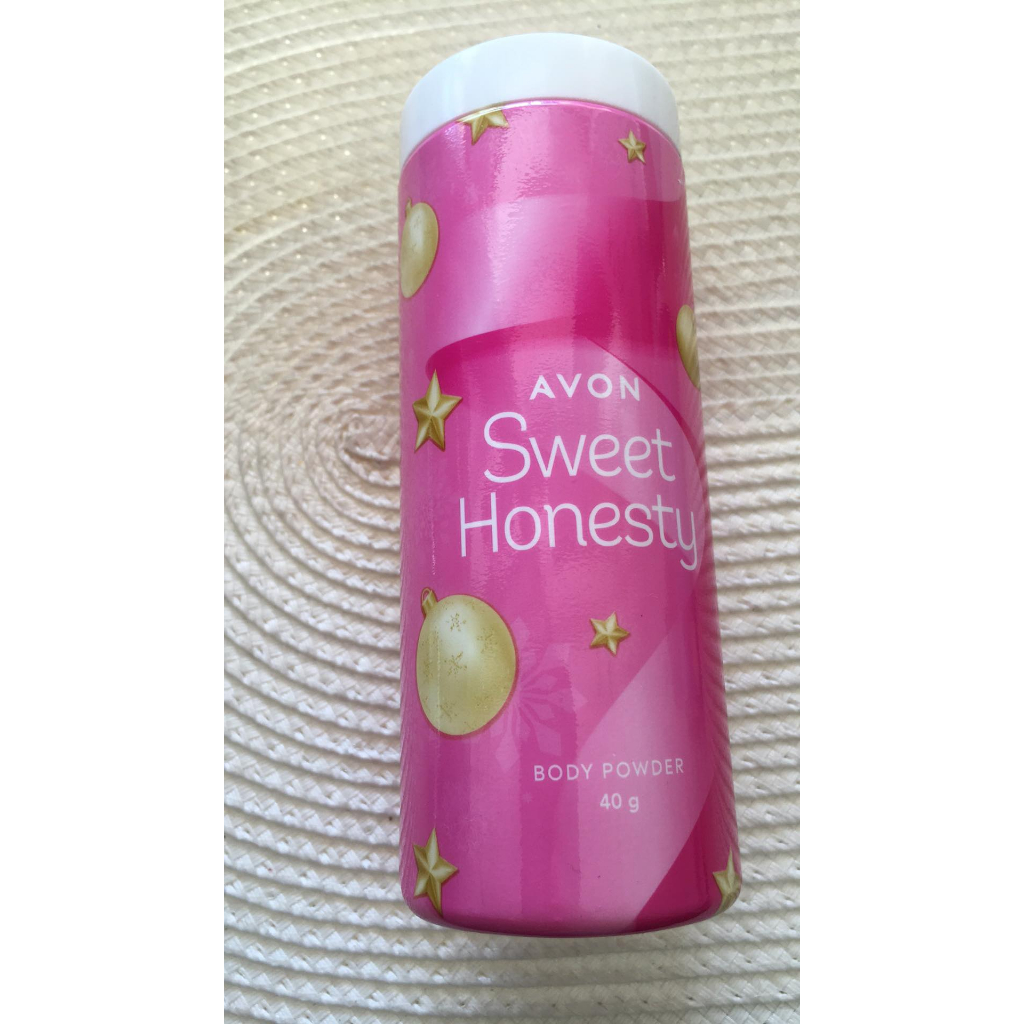 AVON
Sweet
Honesty
BODY POWDER
40 g